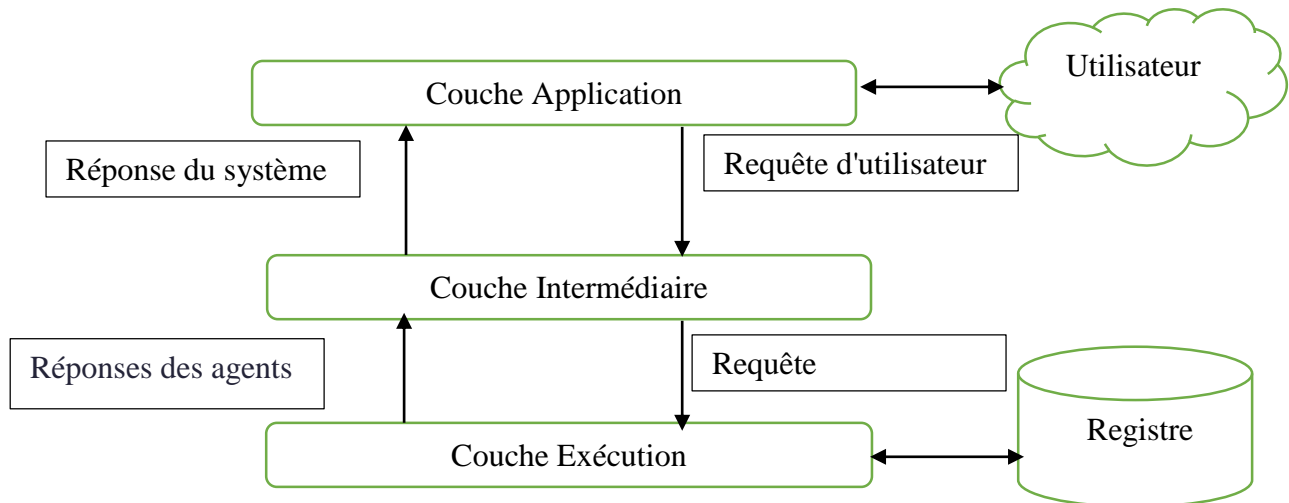 Utilisateur
Couche Application
Réponse du système
Requête d'utilisateur
Couche Intermédiaire
Réponses des agents
Requête
Registre
Couche Exécution